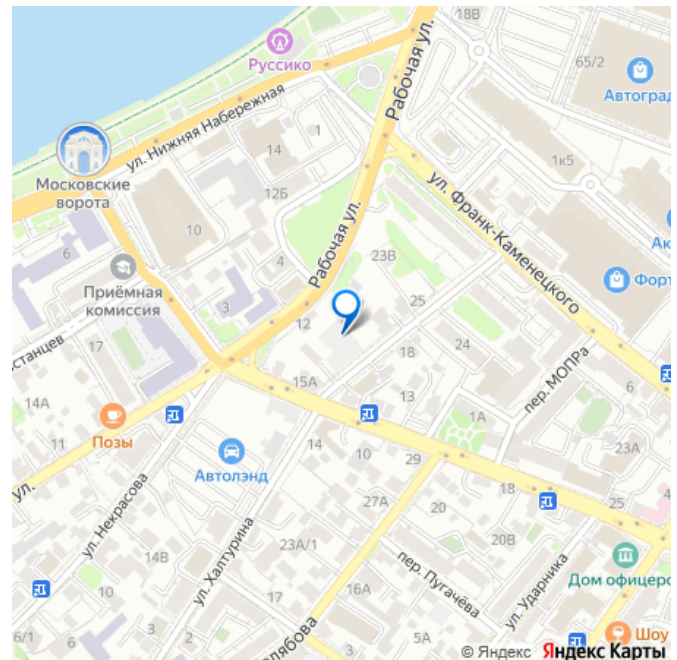 18В
Руссико
65/2
Автоград
Рабочая ул.
ул. Нижняя Набережная
1
14
1к5
Московские
ворота
12Б
ул. Франк-Каменецкого
10
6
Рабочая ул.
23В
Приёмная
комиссия
4
Форт
3
25
12
станцев
17
18
24
пер. МОПРа
15А
14А
6
13
1А
Позы
11
14
Автолэнд
10
29
23А
ул.
18
ул. Некрасова
27А
20
25
ул. Халтурина
14В
23А/1
20В
пер. Пугачёва
Дом офицеро
16А
ул. Ударника
17
6/1
6
3
2
5А
Шоу
© Яндекс Яндекс Карты